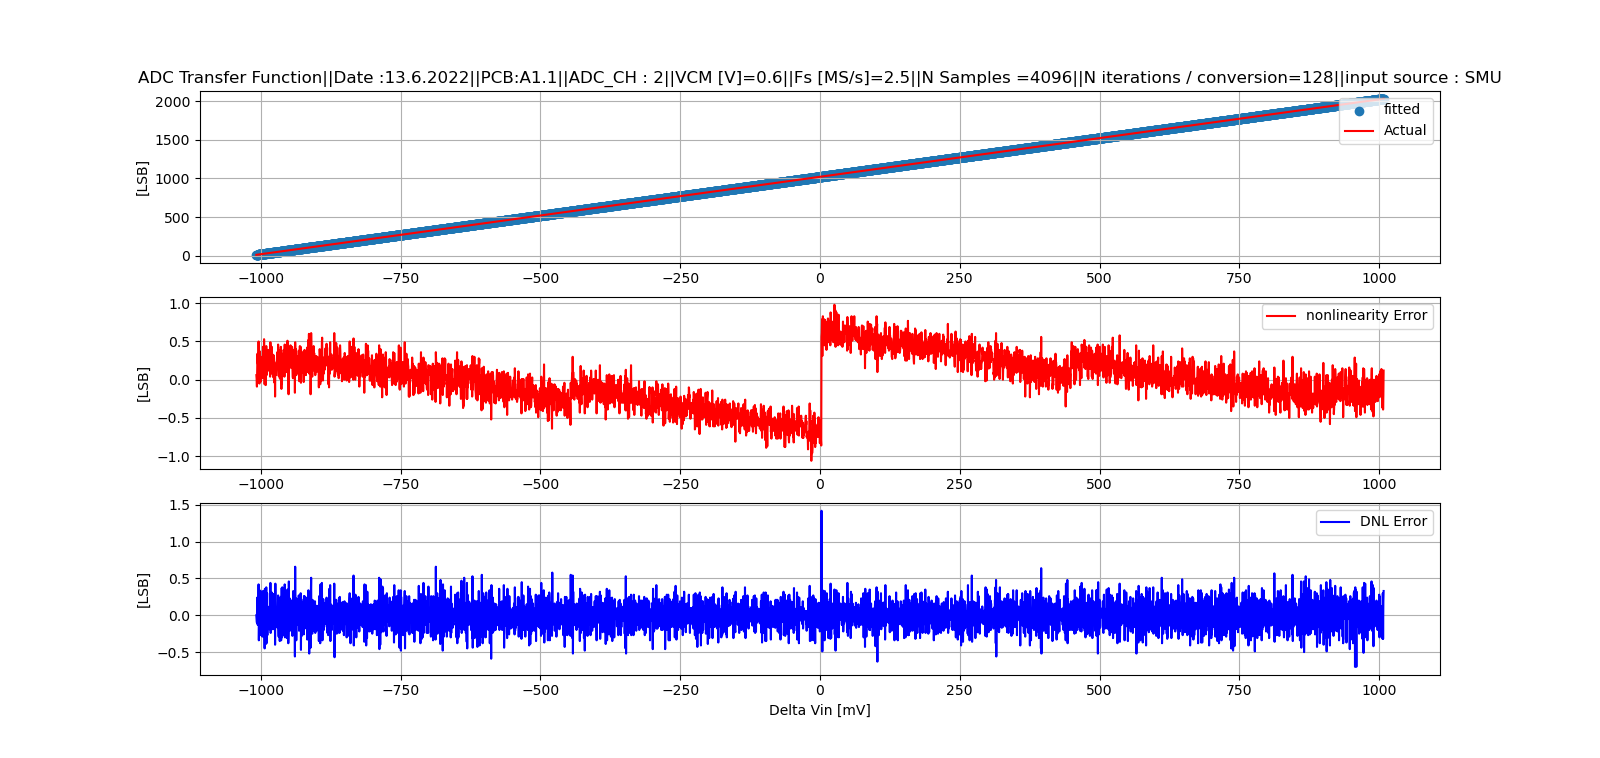 ADC Transfer Function||Date :13.6.2022||PCB:A1.1||ADC_CH : 2||VCM [V]=0.6||Fs [MS/s]=2.5||N Samples =4096||N iterations / conversion=128||input source : SMU
2000
1500
1000
500
0
[LSB]
fitted
Actual
−1000 −750 −500 −250 0 250 500 750 1000
1.0
0.5
0.0
−0.5
−1.0
[LSB]
nonlinearity Error
−1000 −750 −500 −250 0 250 500 750 1000
1.5
1.0
0.5
0.0
−0.5
[LSB]
DNL Error
−1000 −750 −500 −250 0 250 500 750 1000
Delta Vin [mV]